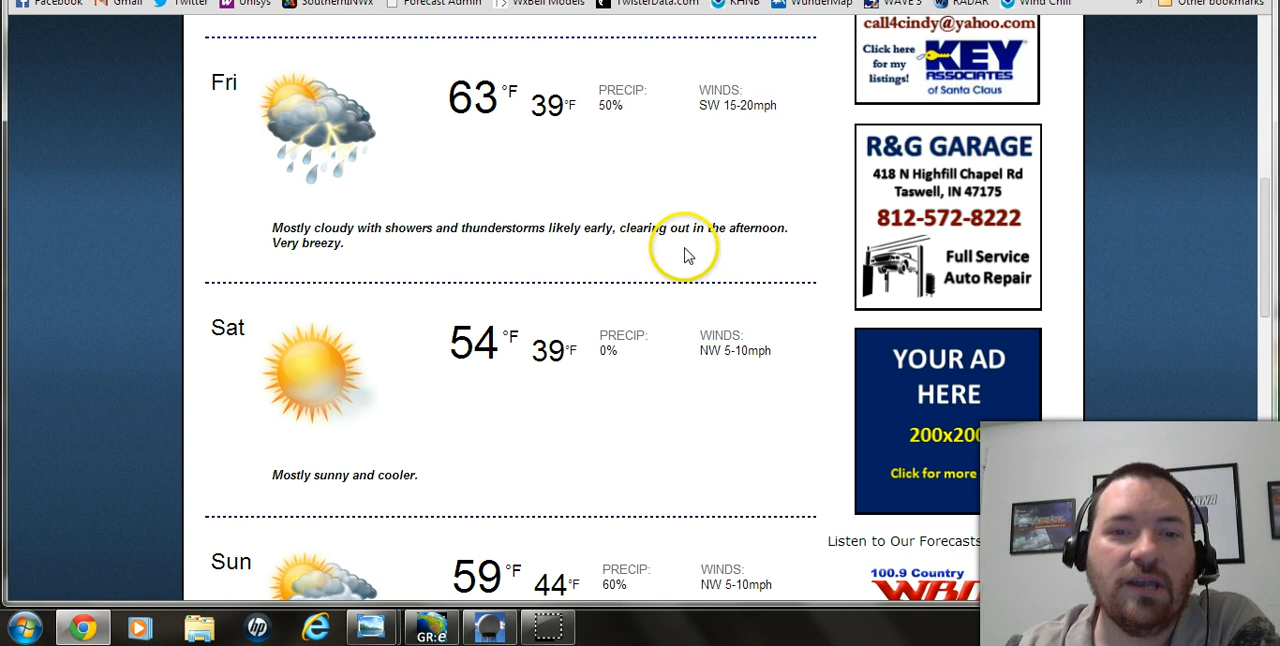 Facebook Gmail Twitter Unisys SouthernINWx Forecast Admin WxBell Models TwisterData.com KHNB WunderMap WAVE 3 RADAR Wind Chill » Other bookmarks
call4cindy@yahoo.com
Click here
for my
listings!
KEY
ASSOCIATES
of Santa Claus
Fri
63 °F 39°F
PRECIP:
50%
WINDS:
SW 15-20mph
Mostly cloudy with showers and thunderstorms likely early, clearing out in the afternoon.
Very breezy.
R&G GARAGE
418 N Highfill Chapel Rd
Taswell, IN 47175
812-572-8222
Full Service
Auto Repair
Sat
54 °F 39°F
PRECIP:
0%
WINDS:
NW 5-10mph
Mostly sunny and cooler.
YOUR AD
HERE
200x200
Click for more
Sun
59 °F 44°F
PRECIP:
60%
WINDS:
NW 5-10mph
Listen to Our Forecasts
100.9 Country
hp
GR:e